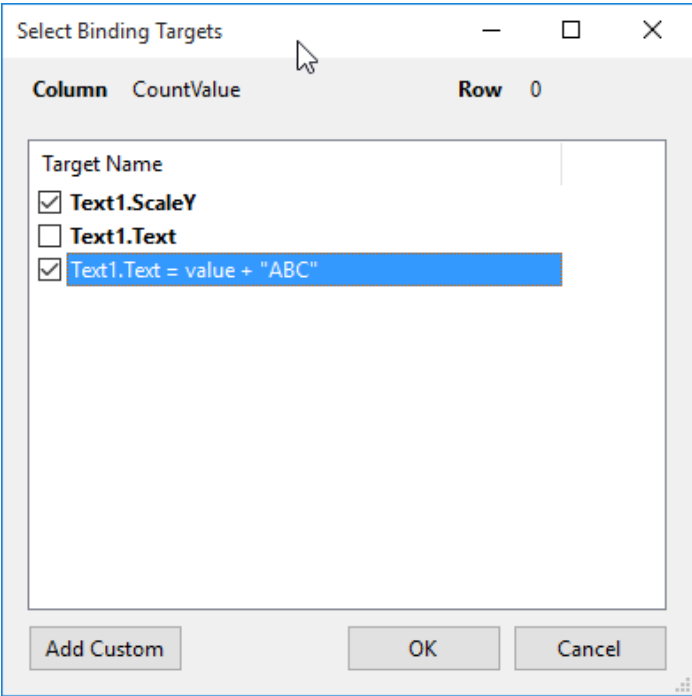 Select Binding Targets
Column CountValue Row 0
Target Name
Text1.ScaleY
Text1.Text
Text1.Text = value + "ABC"
Add Custom OK Cancel